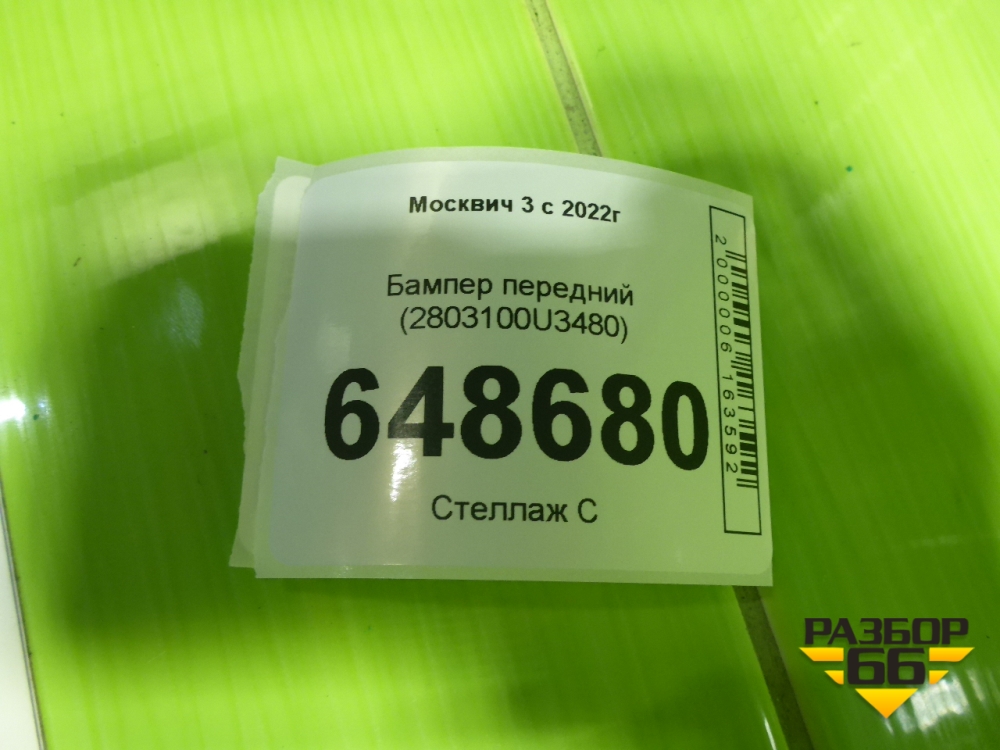 Москвич 3 с 2022г
Бампер передний
(2803100U3480)
648680
Стеллаж С
2000006163592
РАЗБОР
66